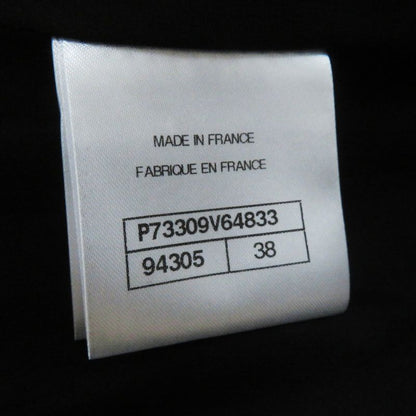 MADE IN FRANCE
FABRIQUE EN FRANCE
P73309V64833
94305 38